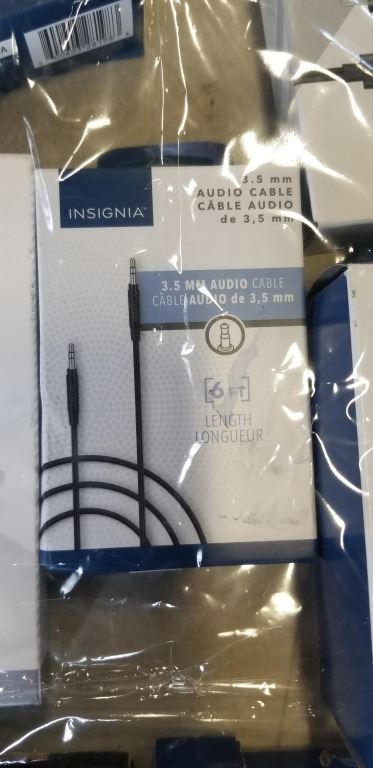 INSIGNIA™
3.5 mm
AUDIO CABLE
CÂBLE AUDIO
de 3,5 mm
3.5 MM AUDIO CABLE
CÂBLE AUDIO de 3,5 mm
6 FT
LENGTH
LONGUEUR